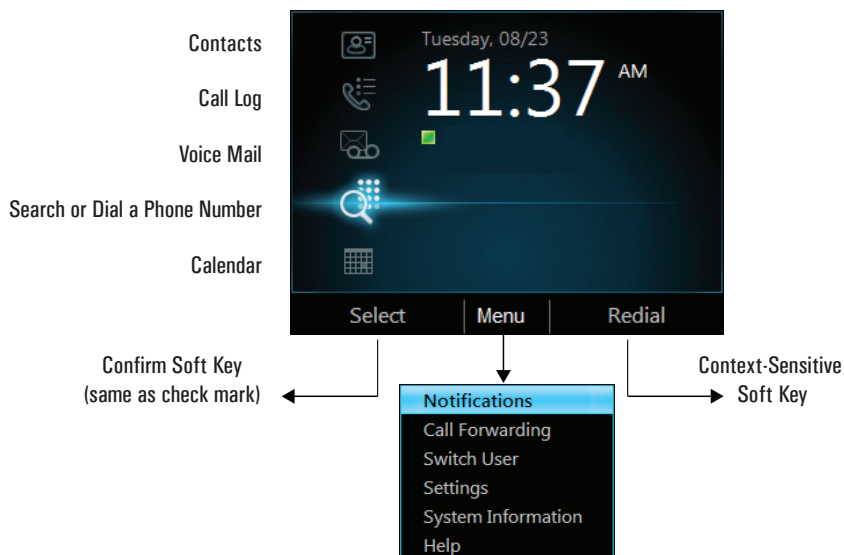 Contacts
Call Log
Voice Mail
Search or Dial a Phone Number
Calendar
Tuesday, 08/23
11:37 AM
Select
Menu
Redial
Confirm Soft Key
(same as check mark)
Context-Sensitive
Soft Key
Notifications
Call Forwarding
Switch User
Settings
System Information
Help